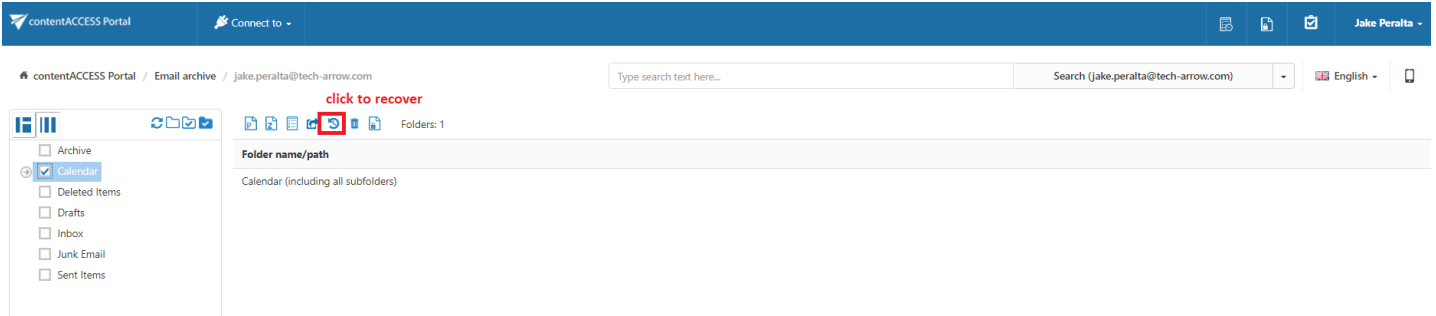 contentACCESS Portal
Connect to
Jake Peralta
contentACCESS Portal / Email archive / jake.peralta@tech-arrow.com
Type search text here...
Search (jake.peralta@tech-arrow.com)
English
click to recover
P Z Folders: 1
Archive
Folder name/path
Calendar
Calendar (including all subfolders)
Deleted Items
Drafts
Inbox
Junk Email
Sent Items